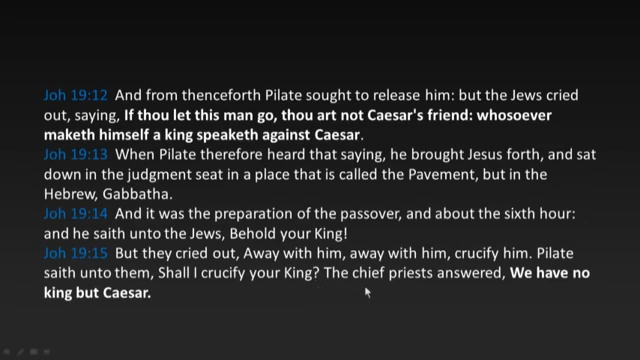 Joh 19:12 And from thenceforth Pilate sought to release him: but the Jews cried
out, saying, If thou let this man go, thou art not Caesar's friend: whosoever
maketh himself a king speaketh against Caesar.
Joh 19:13 When Pilate therefore heard that saying, he brought Jesus forth, and sat
down in the judgment seat in a place that is called the Pavement, but in the
Hebrew, Gabbatha.
Joh 19:14 And it was the preparation of the passover, and about the sixth hour:
and he saith unto the Jews, Behold your King!
Joh 19:15 But they cried out, Away with him, away with him, crucify him. Pilate
saith unto them, Shall I crucify your King? The chief priests answered, We have no
king but Caesar.